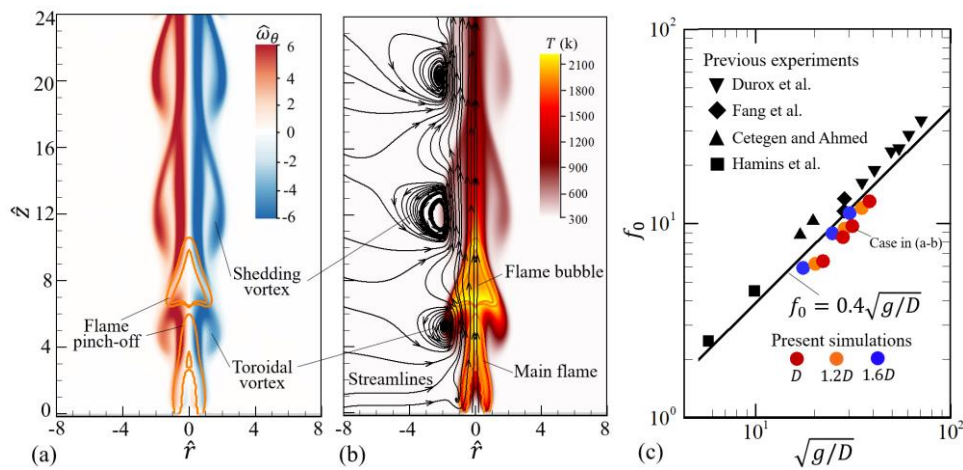 24
20
16
12
8
4
0
ẑ
(a)
ω̂θ
6
4
2
0
-2
-4
-6
Shedding
vortex
Flame
pinch-off
Toroidal
vortex
-8 -4 0 4 8
r̂
(b)
T (k)
2100
1800
1500
1200
900
600
300
Flame bubble
Streamlines
Main flame
-8 -4 0 4 8
r̂
(c)
10²
10¹
10⁰
f₀
Previous experiments
Durox et al.
Fang et al.
Cetegen and Ahmed
Hamins et al.
Case in (a-b)
f₀ = 0.4√g/D
Present simulations
D 1.2D 1.6D
10¹ 10²
√g/D